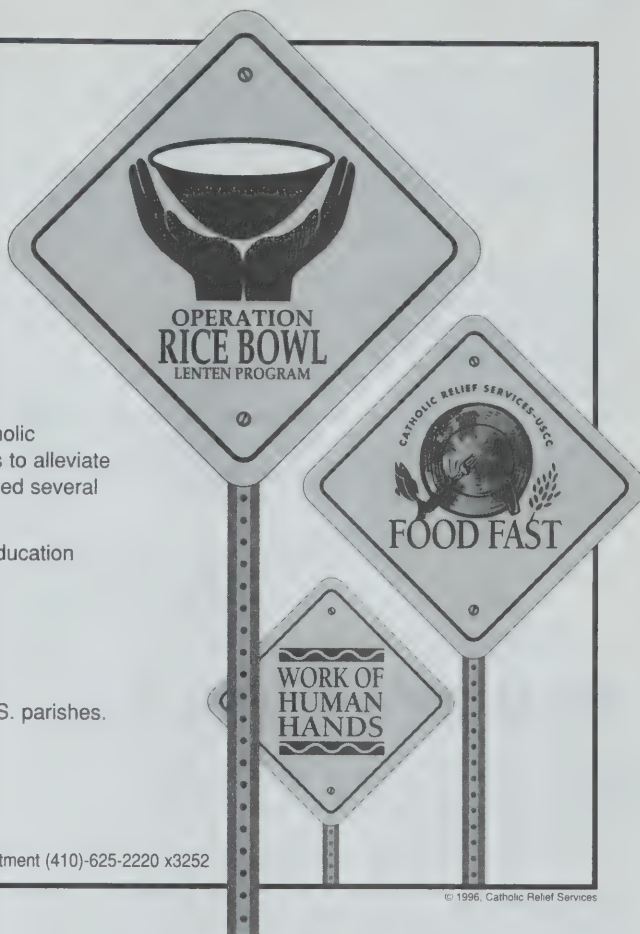 OPERATION
RICE BOWL
LENTEN PROGRAM
CATHOLIC RELIEF SERVICES-USCC
FOOD FAST
holic
s to alleviate
ed several
ducation
WORK OF
HUMAN
HANDS
S. parishes.
tment (410)-625-2220 x3252
© 1996, Catholic Relief Services